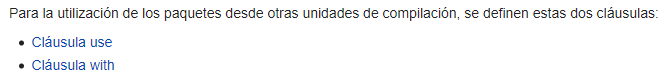 Para la utilización de los paquetes desde otras unidades de compilación, se definen estas dos cláusulas:
• Cláusula use
• Cláusula with